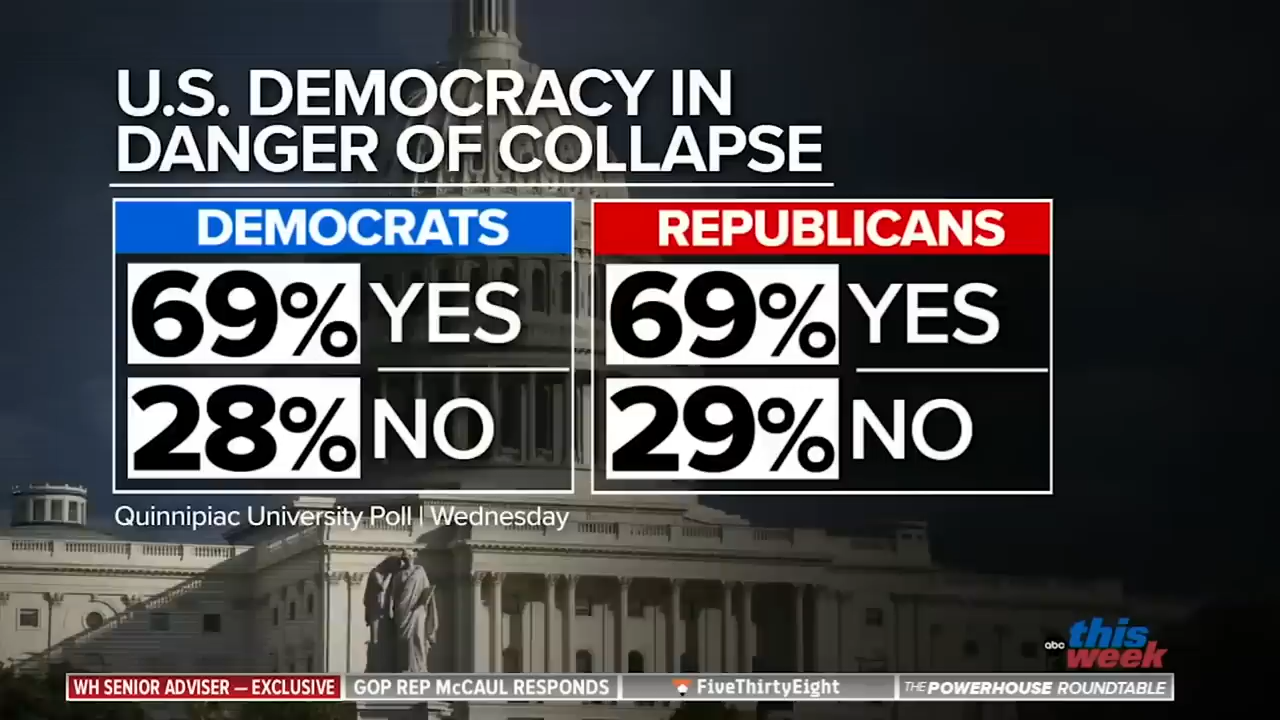 U.S. DEMOCRACY IN
DANGER OF COLLAPSE
DEMOCRATS
69% YES
28% NO
REPUBLICANS
69% YES
29% NO
Quinnipiac University Poll | Wednesday
abc this week
WH SENIOR ADVISER — EXCLUSIVE
GOP REP McCAUL RESPONDS
FiveThirtyEight
THE POWERHOUSE ROUNDTABLE